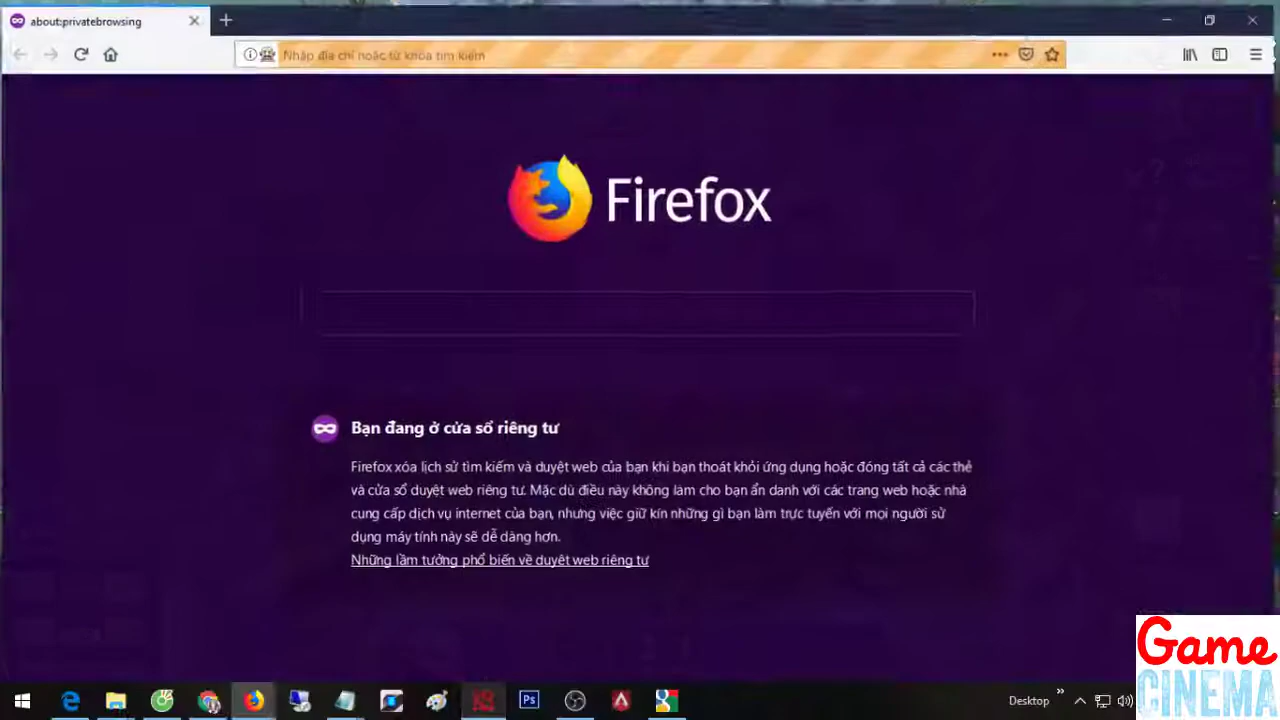 about:privatebrowsing
Nhập địa chỉ hoặc từ khóa tìm kiếm
Firefox
Bạn đang ở cửa sổ riêng tư
Firefox xóa lịch sử tìm kiếm và duyệt web của bạn khi bạn thoát khỏi ứng dụng hoặc đóng tất cả các thẻ
và cửa sổ duyệt web riêng tư. Mặc dù điều này không làm cho bạn ẩn danh với các trang web hoặc nhà
cung cấp dịch vụ internet của bạn, nhưng việc giữ kín những gì bạn làm trực tuyến với mọi người sử
dụng máy tính này sẽ dễ dàng hơn.
Những lầm tưởng phổ biến về duyệt web riêng tư
Game
CINEMA
Ps
Desktop